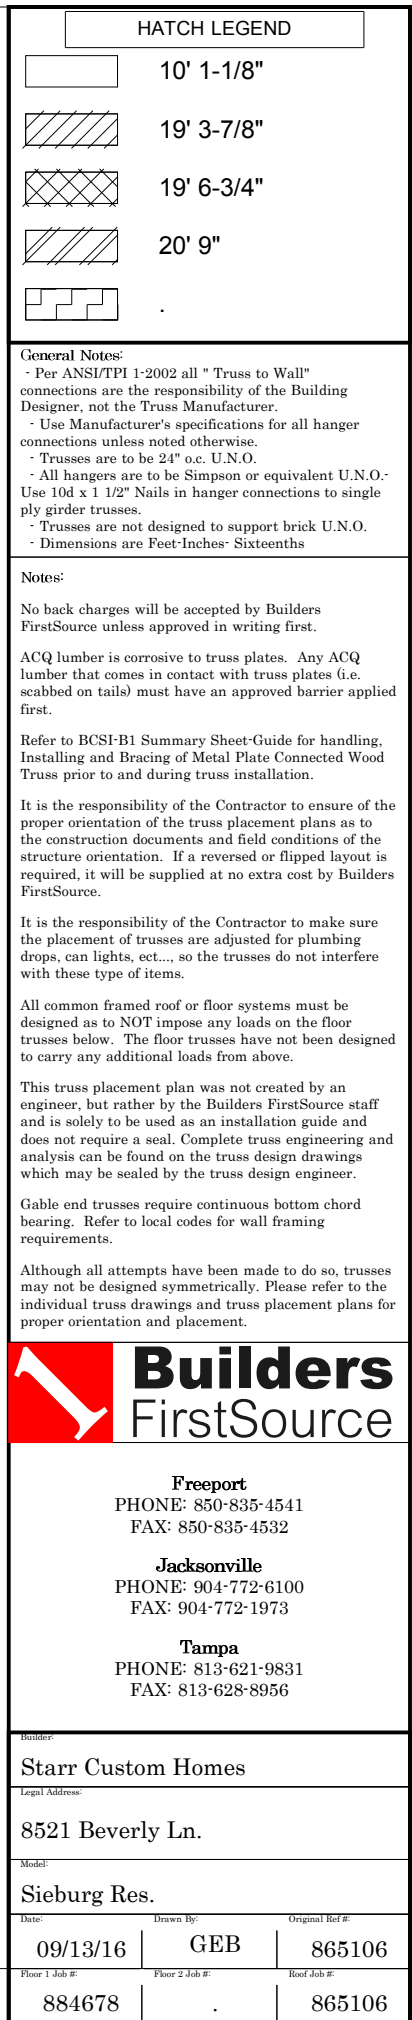 HATCH LEGEND
10' 1-1/8"
19' 3-7/8"
19' 6-3/4"
20' 9"
.
General Notes:
- Per ANSI/TPI 1-2002 all " Truss to Wall"
connections are the responsibility of the Building
Designer, not the Truss Manufacturer.
- Use Manufacturer's specifications for all hanger
connections unless noted otherwise.
- Trusses are to be 24" o.c. U.N.O.
- All hangers are to be Simpson or equivalent U.N.O.-
Use 10d x 1 1/2" Nails in hanger connections to single
ply girder trusses.
- Trusses are not designed to support brick U.N.O.
- Dimensions are Feet-Inches- Sixteenths
Notes:
No back charges will be accepted by Builders
FirstSource unless approved in writing first.
ACQ lumber is corrosive to truss plates.  Any ACQ
lumber that comes in contact with truss plates (i.e.
scabbed on tails) must have an approved barrier applied
first.
Refer to BCSI-B1 Summary Sheet-Guide for handling,
Installing and Bracing of Metal Plate Connected Wood
Truss prior to and during truss installation.
It is the responsibility of the Contractor to ensure of the
proper orientation of the truss placement plans as to
the construction documents and field conditions of the
structure orientation.  If a reversed or flipped layout is
required, it will be supplied at no extra cost by Builders
FirstSource.
It is the responsibility of the Contractor to make sure
the placement of trusses are adjusted for plumbing
drops, can lights, ect..., so the trusses do not interfere
with these type of items.
All common framed roof or floor systems must be
designed as to NOT impose any loads on the floor
trusses below.  The floor trusses have not been designed
to carry any additional loads from above.
This truss placement plan was not created by an
engineer, but rather by the Builders FirstSource staff
and is solely to be used as an installation guide and
does not require a seal. Complete truss engineering and
analysis can be found on the truss design drawings
which may be sealed by the truss design engineer.
Gable end trusses require continuous bottom chord
bearing.  Refer to local codes for wall framing
requirements.
Although all attempts have been made to do so, trusses
may not be designed symmetrically. Please refer to the
individual truss drawings and truss placement plans for
proper orientation and placement.
Builders
FirstSource
Freeport
PHONE: 850-835-4541
FAX: 850-835-4532
Jacksonville
PHONE: 904-772-6100
FAX: 904-772-1973
Tampa
PHONE: 813-621-9831
FAX: 813-628-8956
Builder:
Starr Custom Homes
Legal Address:
8521 Beverly Ln.
Model:
Sieburg Res.
Date: Drawn By: Original Ref #:
09/13/16 GEB 865106
Floor 1 Job #: Floor 2 Job #: Roof Job #:
884678 . 865106